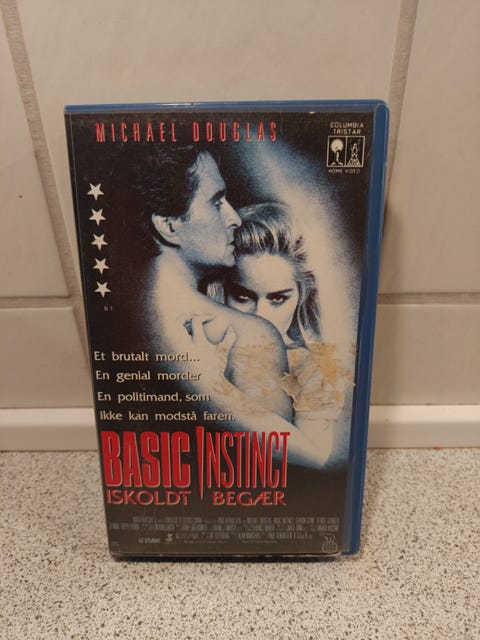 MICHAEL DOUGLAS
COLUMBIA
TRISTAR
HOME VIDEO
B.T
Et brutalt mord...
En genial morder
En politimand, som
ikke kan modstå faren.
BASIC INSTINCT
ISKOLDT BEGÆR